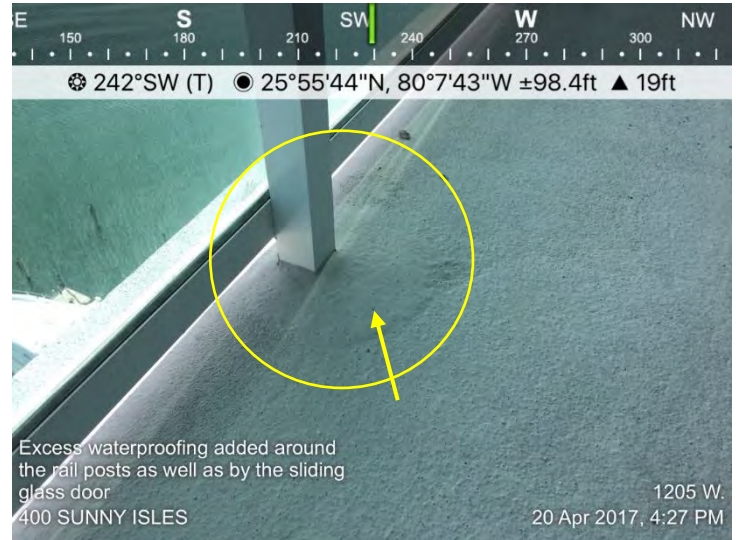 SE S SW W NW
150 180 210 240 270 300
242°SW (T) 25°55'44"N, 80°7'43"W ±98.4ft ▲ 19ft
Excess waterproofing added around
the rail posts as well as by the sliding
glass door
400 SUNNY ISLES
1205 W.
20 Apr 2017, 4:27 PM